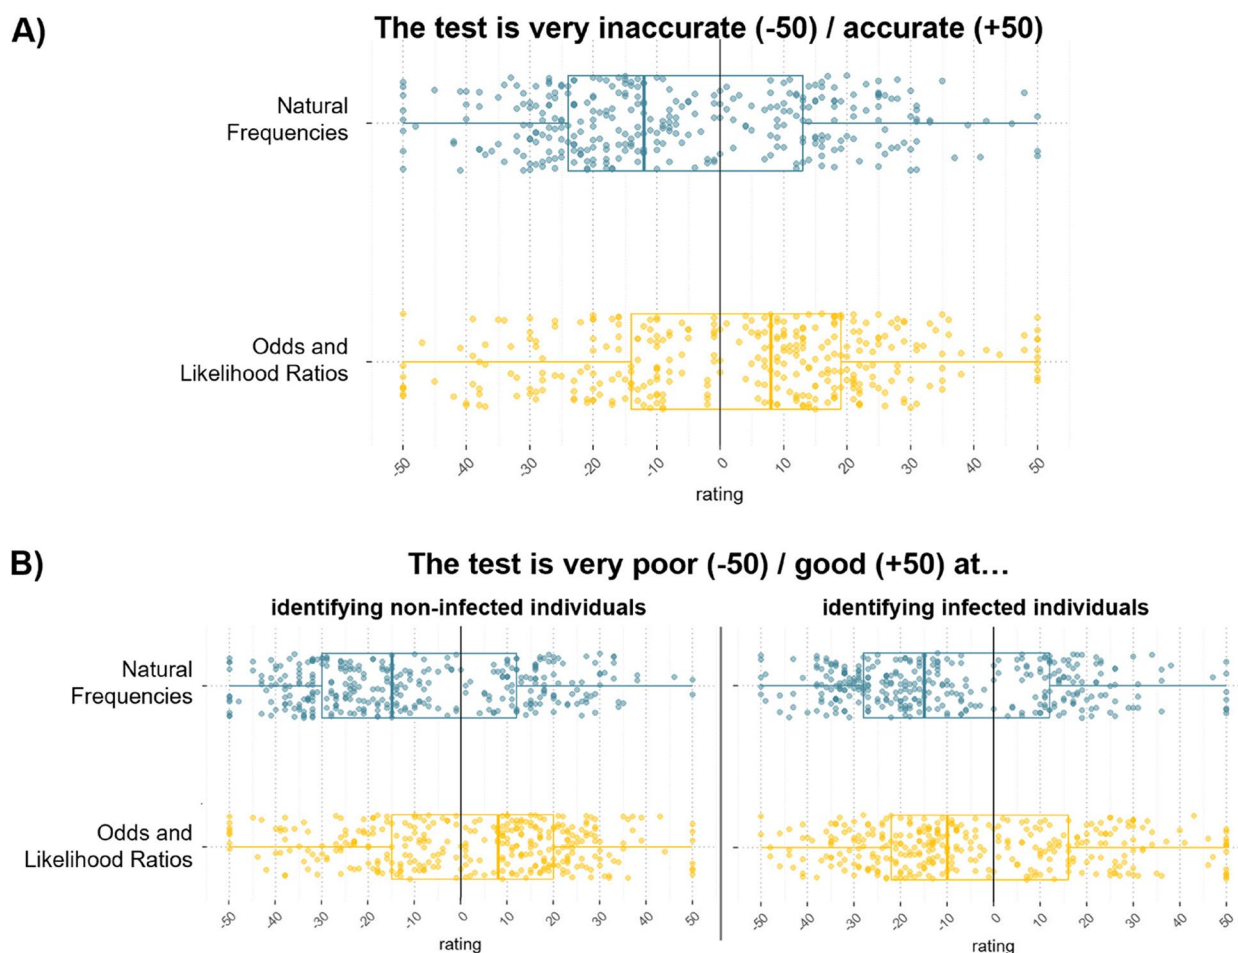 A)
The test is very inaccurate (-50) / accurate (+50)
Natural
Frequencies
Odds and
Likelihood Ratios
-50 -40 -30 -20 -10 0 10 20 30 40 50
rating
B)
The test is very poor (-50) / good (+50) at…
identifying non-infected individuals
identifying infected individuals
Natural
Frequencies
Odds and
Likelihood Ratios
-50 -40 -30 -20 -10 0 10 20 30 40 50
-50 -40 -30 -20 -10 0 10 20 30 40 50
rating
rating